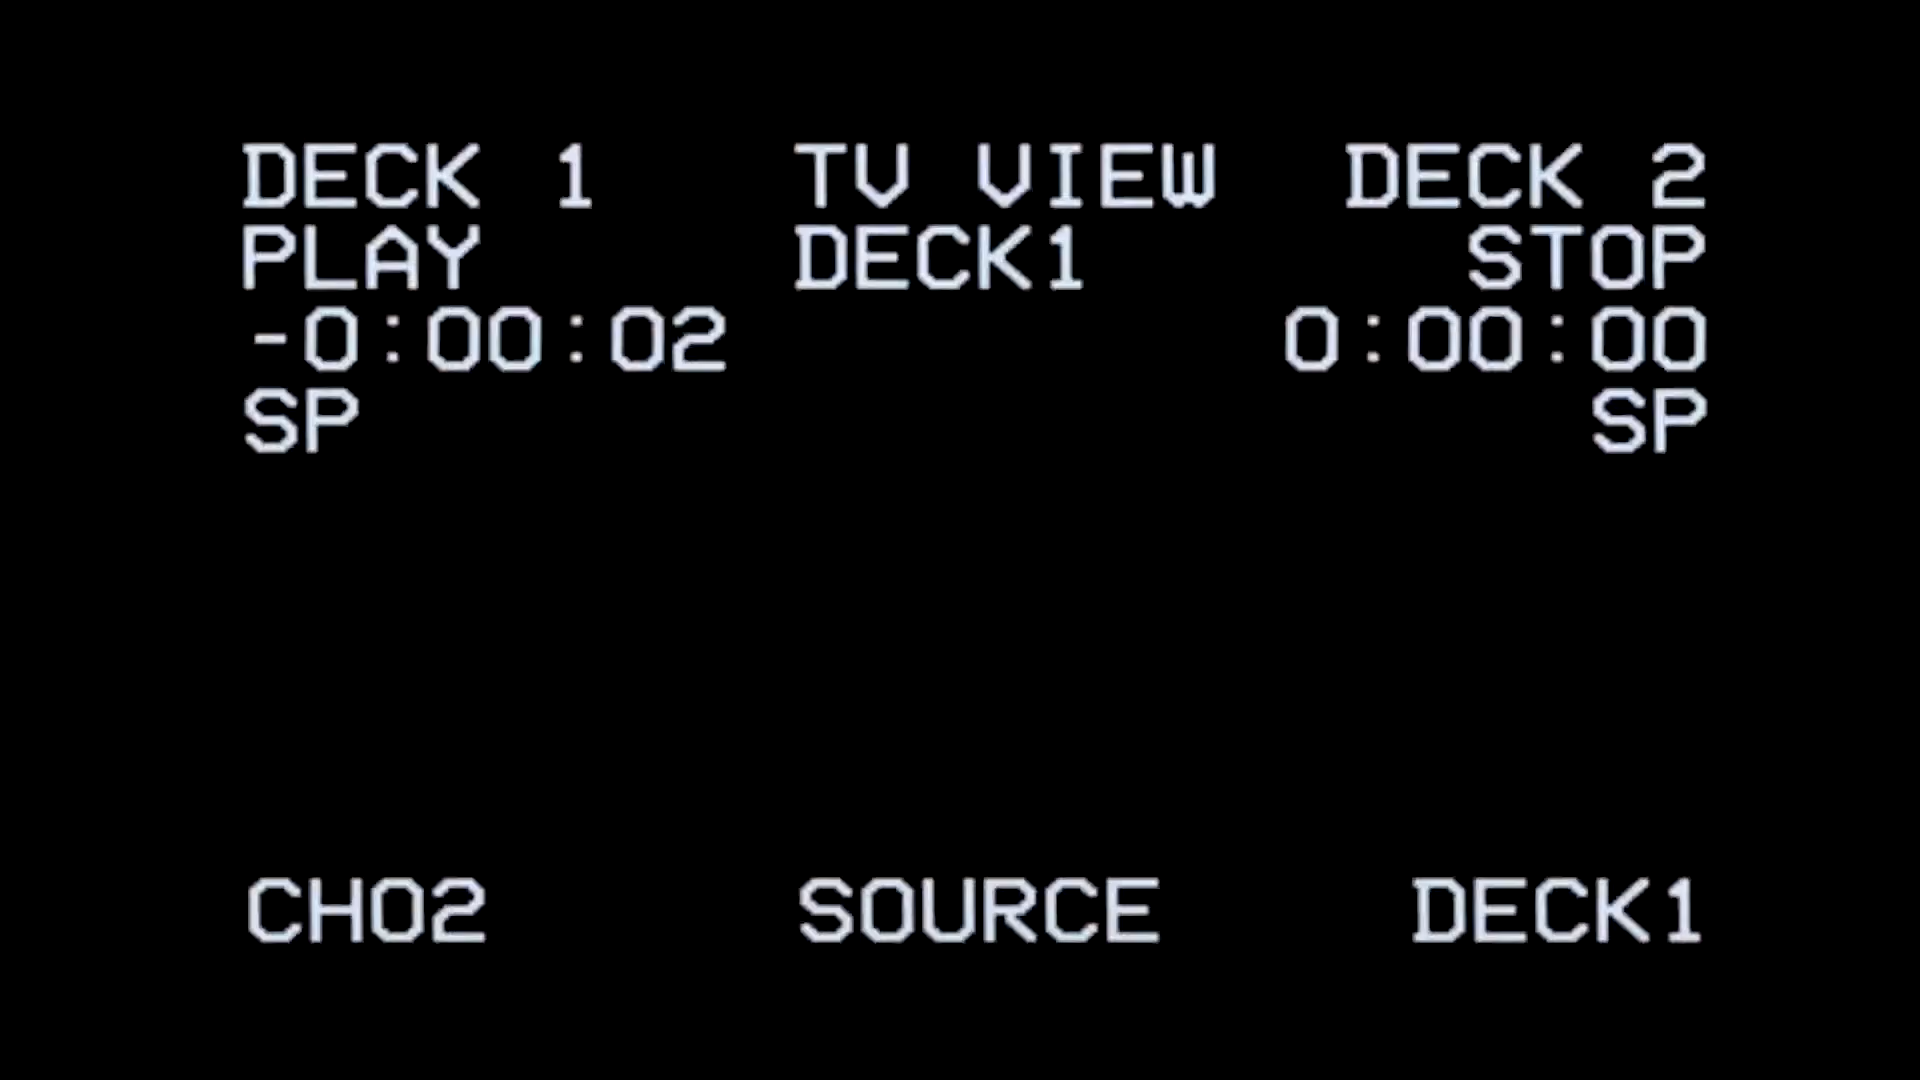 DECK 1 TV VIEW DECK 2
PLAY DECK1 STOP
-0:00:02 0:00:00
SP SP
CH02 SOURCE DECK1